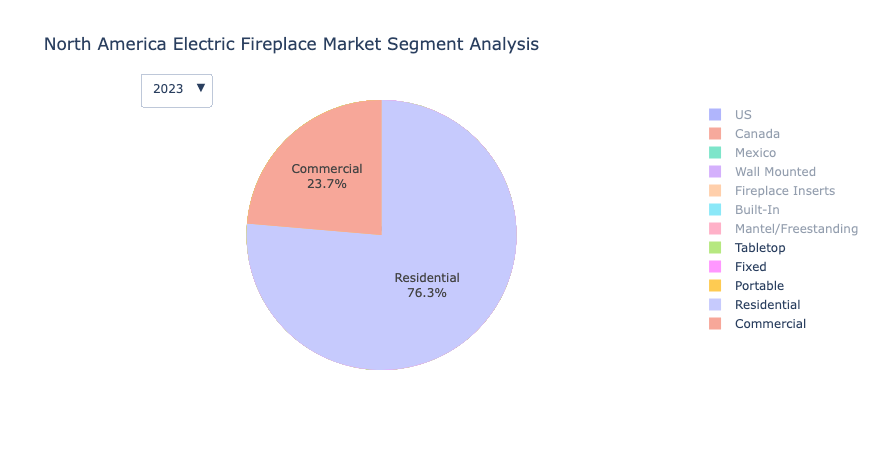 North America Electric Fireplace Market Segment Analysis
2023 ▼
Commercial
23.7%
Residential
76.3%
US
Canada
Mexico
Wall Mounted
Fireplace Inserts
Built-In
Mantel/Freestanding
Tabletop
Fixed
Portable
Residential
Commercial